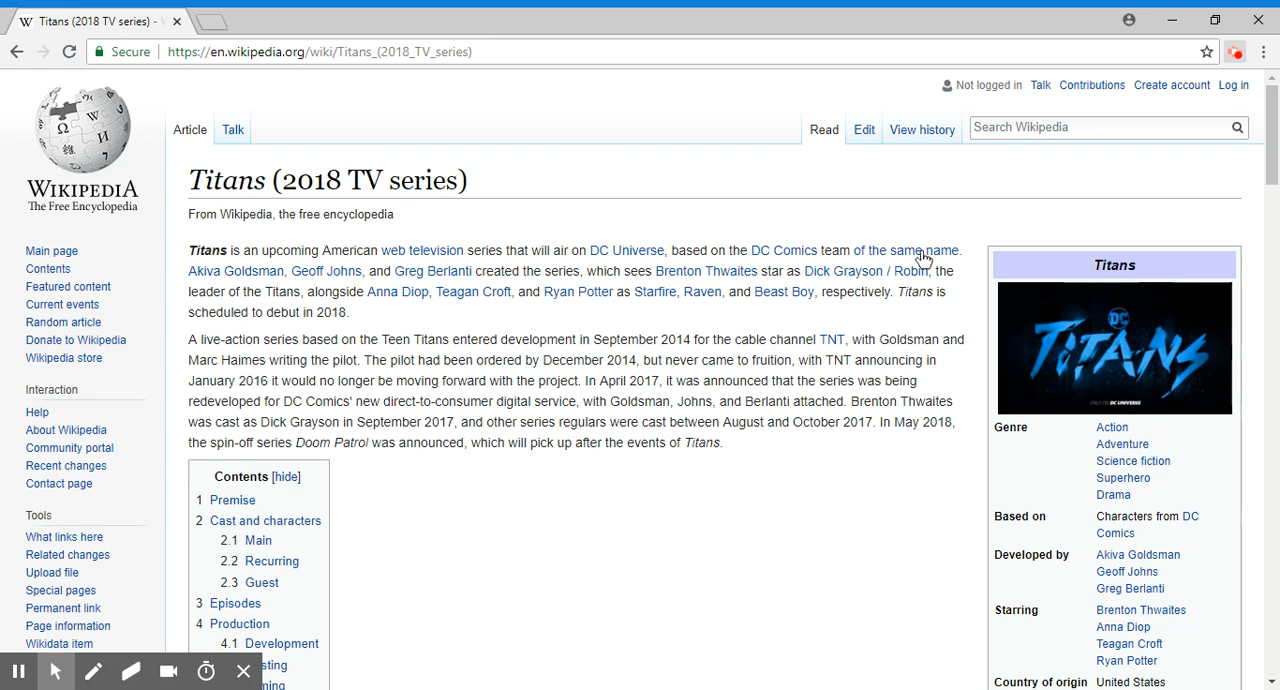 Titans (2018 TV series) -
Secure
https://en.wikipedia.org/wiki/Titans_(2018_TV_series)
Not logged in Talk Contributions Create account Log in
Article Talk
Read Edit View history
Search Wikipedia
WIKIPEDIA
The Free Encyclopedia
Main page
Contents
Featured content
Current events
Random article
Donate to Wikipedia
Wikipedia store
Interaction
Help
About Wikipedia
Community portal
Recent changes
Contact page
Tools
What links here
Related changes
Upload file
Special pages
Permanent link
Page information
Wikidata item
Titans (2018 TV series)
From Wikipedia, the free encyclopedia
Titans is an upcoming American web television series that will air on DC Universe, based on the DC Comics team of the same name.
Akiva Goldsman, Geoff Johns, and Greg Berlanti created the series, which sees Brenton Thwaites star as Dick Grayson / Robin, the
leader of the Titans, alongside Anna Diop, Teagan Croft, and Ryan Potter as Starfire, Raven, and Beast Boy, respectively. Titans is
scheduled to debut in 2018.
A live-action series based on the Teen Titans entered development in September 2014 for the cable channel TNT, with Goldsman and
Marc Haimes writing the pilot. The pilot had been ordered by December 2014, but never came to fruition, with TNT announcing in
January 2016 it would no longer be moving forward with the project. In April 2017, it was announced that the series was being
redeveloped for DC Comics' new direct-to-consumer digital service, with Goldsman, Johns, and Berlanti attached. Brenton Thwaites
was cast as Dick Grayson in September 2017, and other series regulars were cast between August and October 2017. In May 2018,
the spin-off series Doom Patrol was announced, which will pick up after the events of Titans.
Contents [hide]
1 Premise
2 Cast and characters
2.1 Main
2.2 Recurring
2.3 Guest
3 Episodes
4 Production
4.1 Development
sting
ming
Titans
DC
TITANS
ONLY ON DC UNIVERSE
Genre Action
Adventure
Science fiction
Superhero
Drama
Based on Characters from DC
Comics
Developed by Akiva Goldsman
Geoff Johns
Greg Berlanti
Starring Brenton Thwaites
Anna Diop
Teagan Croft
Ryan Potter
Country of origin United States